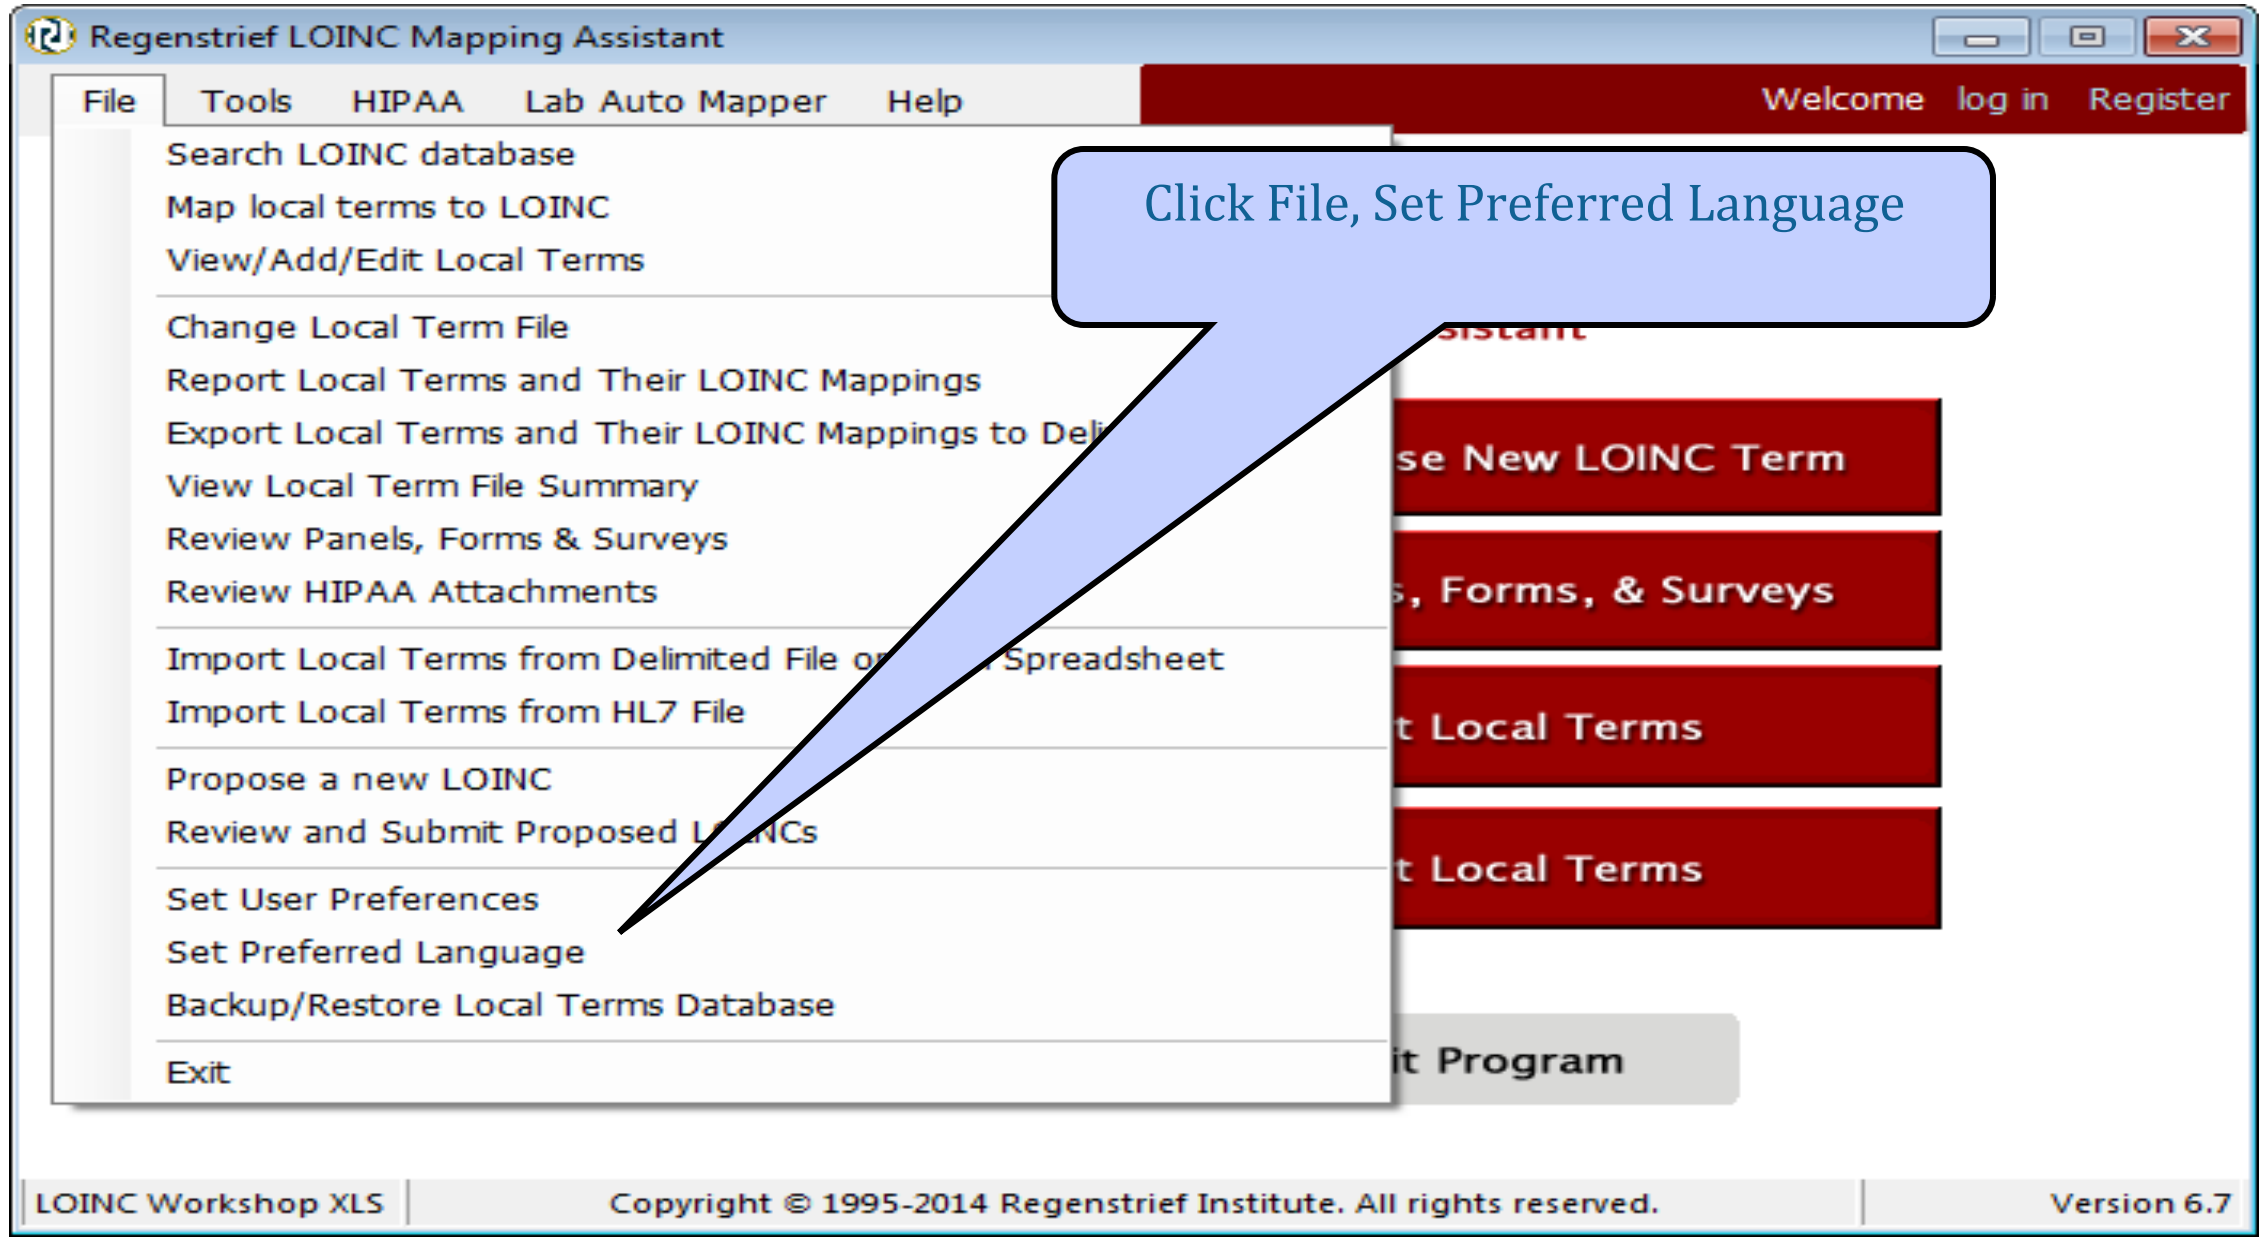 Regenstrief LOINC Mapping Assistant
File Tools HIPAA Lab Auto Mapper Help
Welcome log in Register
Search LOINC database
Map local terms to LOINC
View/Add/Edit Local Terms
Click File, Set Preferred Language
Change Local Term File
Report Local Terms and Their LOINC Mappings
Export Local Terms and Their LOINC Mappings to
View Local Term File Summary
Review Panels, Forms & Surveys
Review HIPAA Attachments
Import Local Terms from Delimited File Spreadsheet
Import Local Terms from HL7 File
Propose a new LOINC
Review and Submit Proposed
Set User Preferences
Set Preferred Language
Backup/Restore Local Terms Database
Exit
New LOINC Term
, Forms, & Surveys
Local Terms
Local Terms
Program
LOINC Workshop XLS
Copyright © 1995-2014 Regenstrief Institute. All rights reserved.
Version 6.7